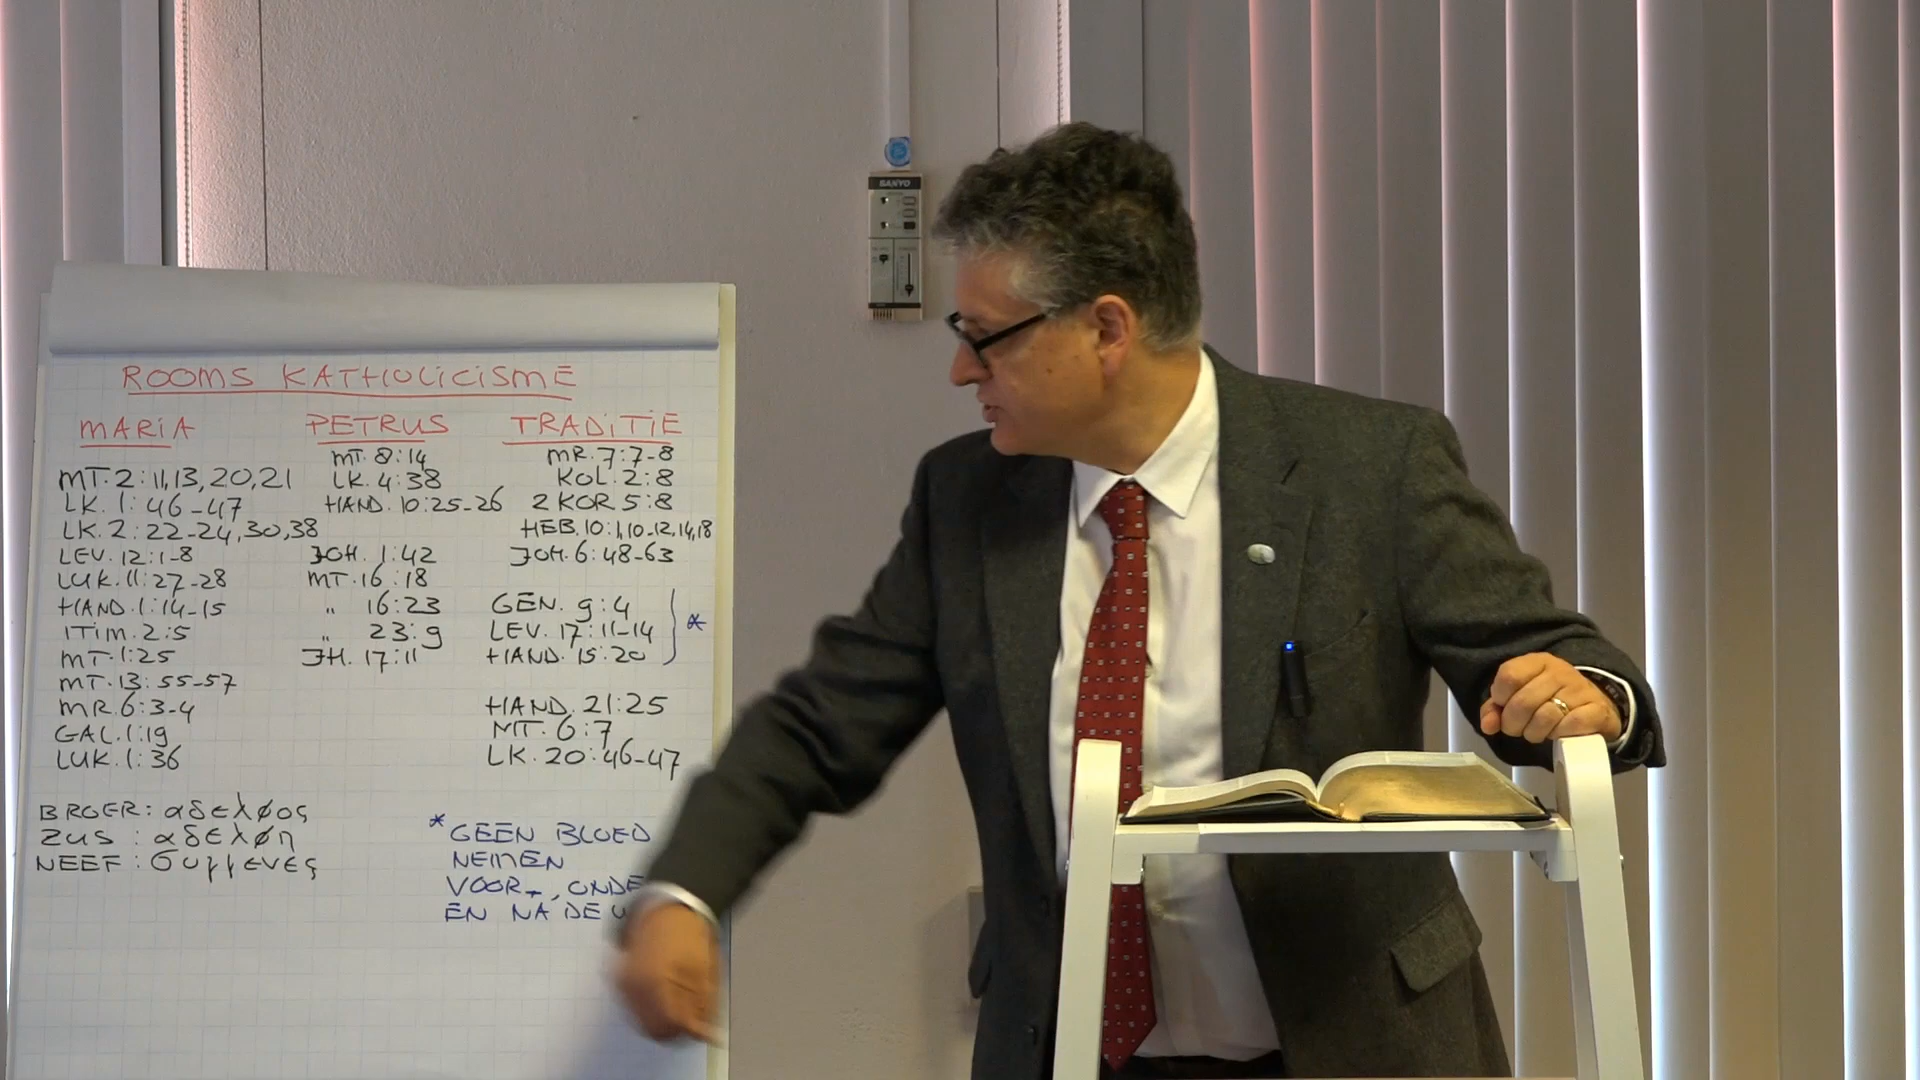 SANYO
ROOMS KATHOLICISME
MARIA
MT. 2:11,13,20,21
LK. 1:46-47
LK. 2:22-24,30,38
LEV. 12:1-8
LUK. 11:27-28
HAND. 1:14-15
1TIM. 2:5
MT. 1:25
MT. 13:55-57
MR. 6:3-4
GAL. 1:19
LUK. 1:36
BROER: αδελφος
ZUS : αδελφη
NEEF : συγγενες
PETRUS
MT. 8:14
LK. 4:38
HAND. 10:25-26
JOH. 1:42
MT. 16:18
" 16:23
" 23:9
JH. 17:11
TRADITIE
MR. 7:7-8
KOL. 2:8
2 KOR 5:8
HEB. 10:1,10-12,14,18
JOH. 6:48-63
GEN. 9:4
LEV. 17:11-14 *
HAND. 15:20
HAND. 21:25
MT. 6:7
LK. 20:46-47
* GEEN BLOED
NEMEN
VOOR-,
EN NA DE